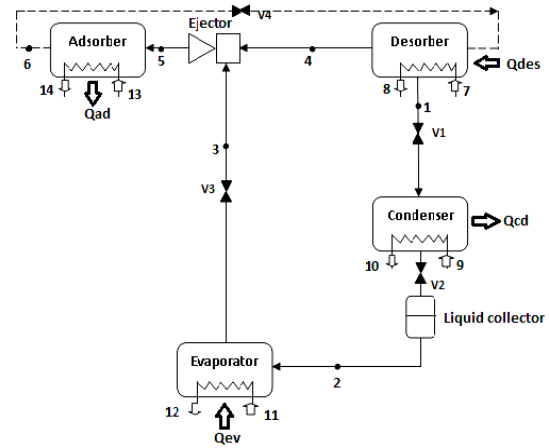 V4
Ejector
Adsorber
Desorber
6
5
4
Qdes
14
13
8
7
Qad
1
V1
3
V3
Condenser
Qcd
10
9
V2
Liquid collector
Evaporator
2
12
11
Qev